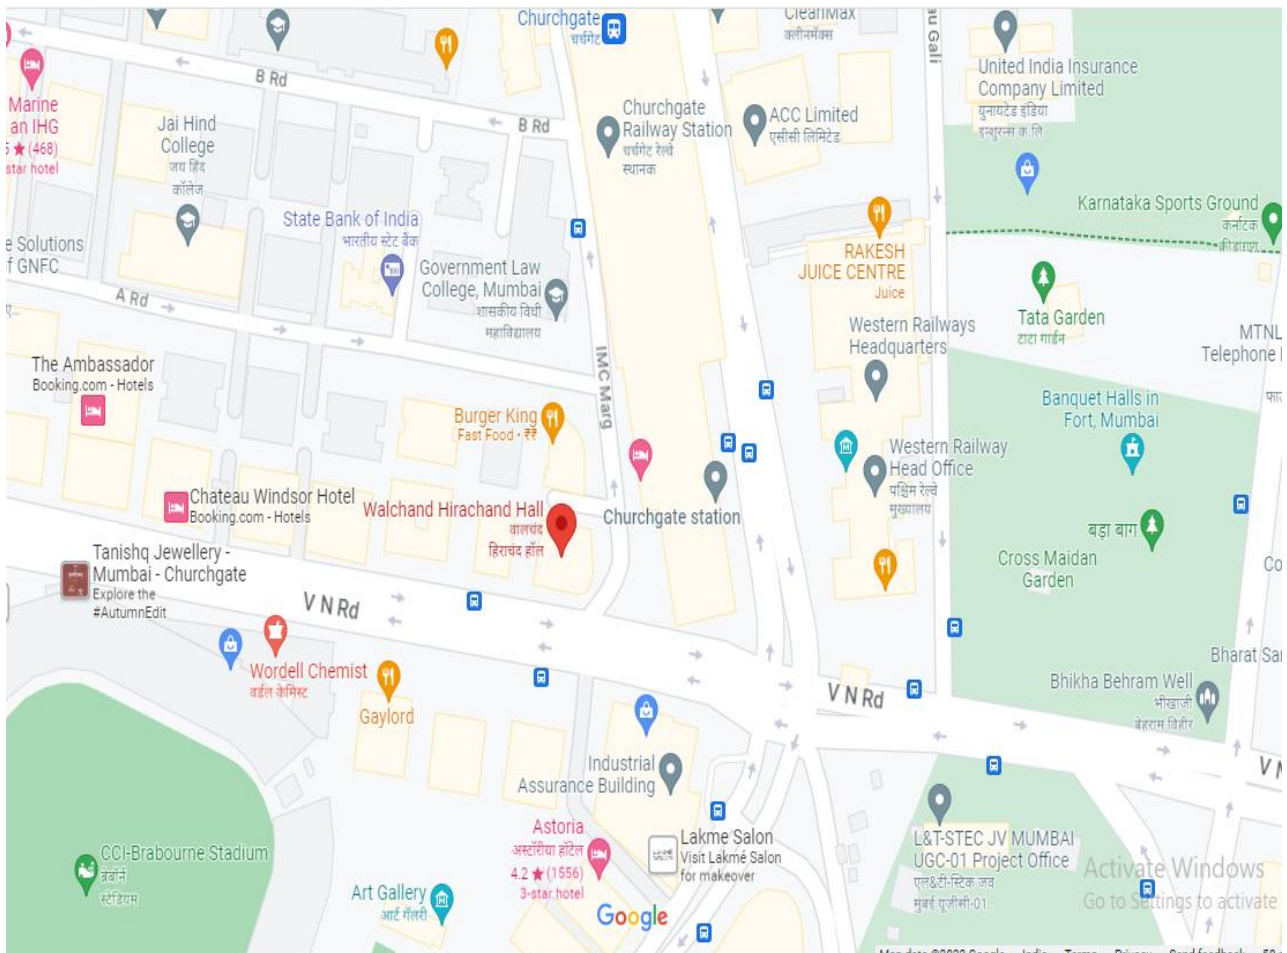 Churchgate
चर्चगेट
CleanMax
क्लीनमॅक्स
au Gali
United India Insurance
Company Limited
युनायटेड इंडिया
इन्शुरन्स क.लि
B Rd
Marine
an IHG
5 ★ (468)
star hotel
Jai Hind
College
जय हिंद
कॉलेज
B Rd
Churchgate
Railway Station
चर्चगेट रेल्वे
स्थानक
ACC Limited
एसीसी लिमिटेड
Karnataka Sports Ground
कर्नाटक
क्रीडांगण
State Bank of India
भारतीय स्टेट बैंक
e Solutions
f GNFC
Government Law
College, Mumbai
शासकीय विधी
महाविद्यालय
RAKESH
JUICE CENTRE
Juice
A Rd
Tata Garden
टाटा गार्डन
Western Railways
Headquarters
MTNL
Telephone
IMC Marg
The Ambassador
Booking.com - Hotels
Burger King
Fast Food • ₹₹
Banquet Halls in
Fort, Mumbai
Western Railway
Head Office
पश्चिम रेल्वे
मुख्यालय
Chateau Windsor Hotel
Booking.com - Hotels
Walchand Hirachand Hall
वालचंद
हिराचंद हॉल
Churchgate station
बड़ा बाग
Cross Maidan
Garden
Co
Tanishq Jewellery -
Mumbai - Churchgate
Explore the
#AutumnEdit
V N Rd
Wordell Chemist
वर्डल केमिस्ट
Gaylord
V N Rd
Bharat Sa
Bhikha Behram Well
भीखाजी
बेहराम विहीर
Industrial
Assurance Building
V N
CCI-Brabourne Stadium
ब्रेबॉर्न
स्टेडियम
Astoria
अस्टॉरीया हॉटेल
4.2 ★ (1556)
3-star hotel
Lakme Salon
Visit Lakmé Salon
for makeover
L&T-STEC JV MUMBAI
UGC-01 Project Office
एल&टी-स्टिक जव
मुंबई यूजीसी-01..
Art Gallery
आर्ट गॅलरी
Google
Activate Windows
Go to Settings to activate